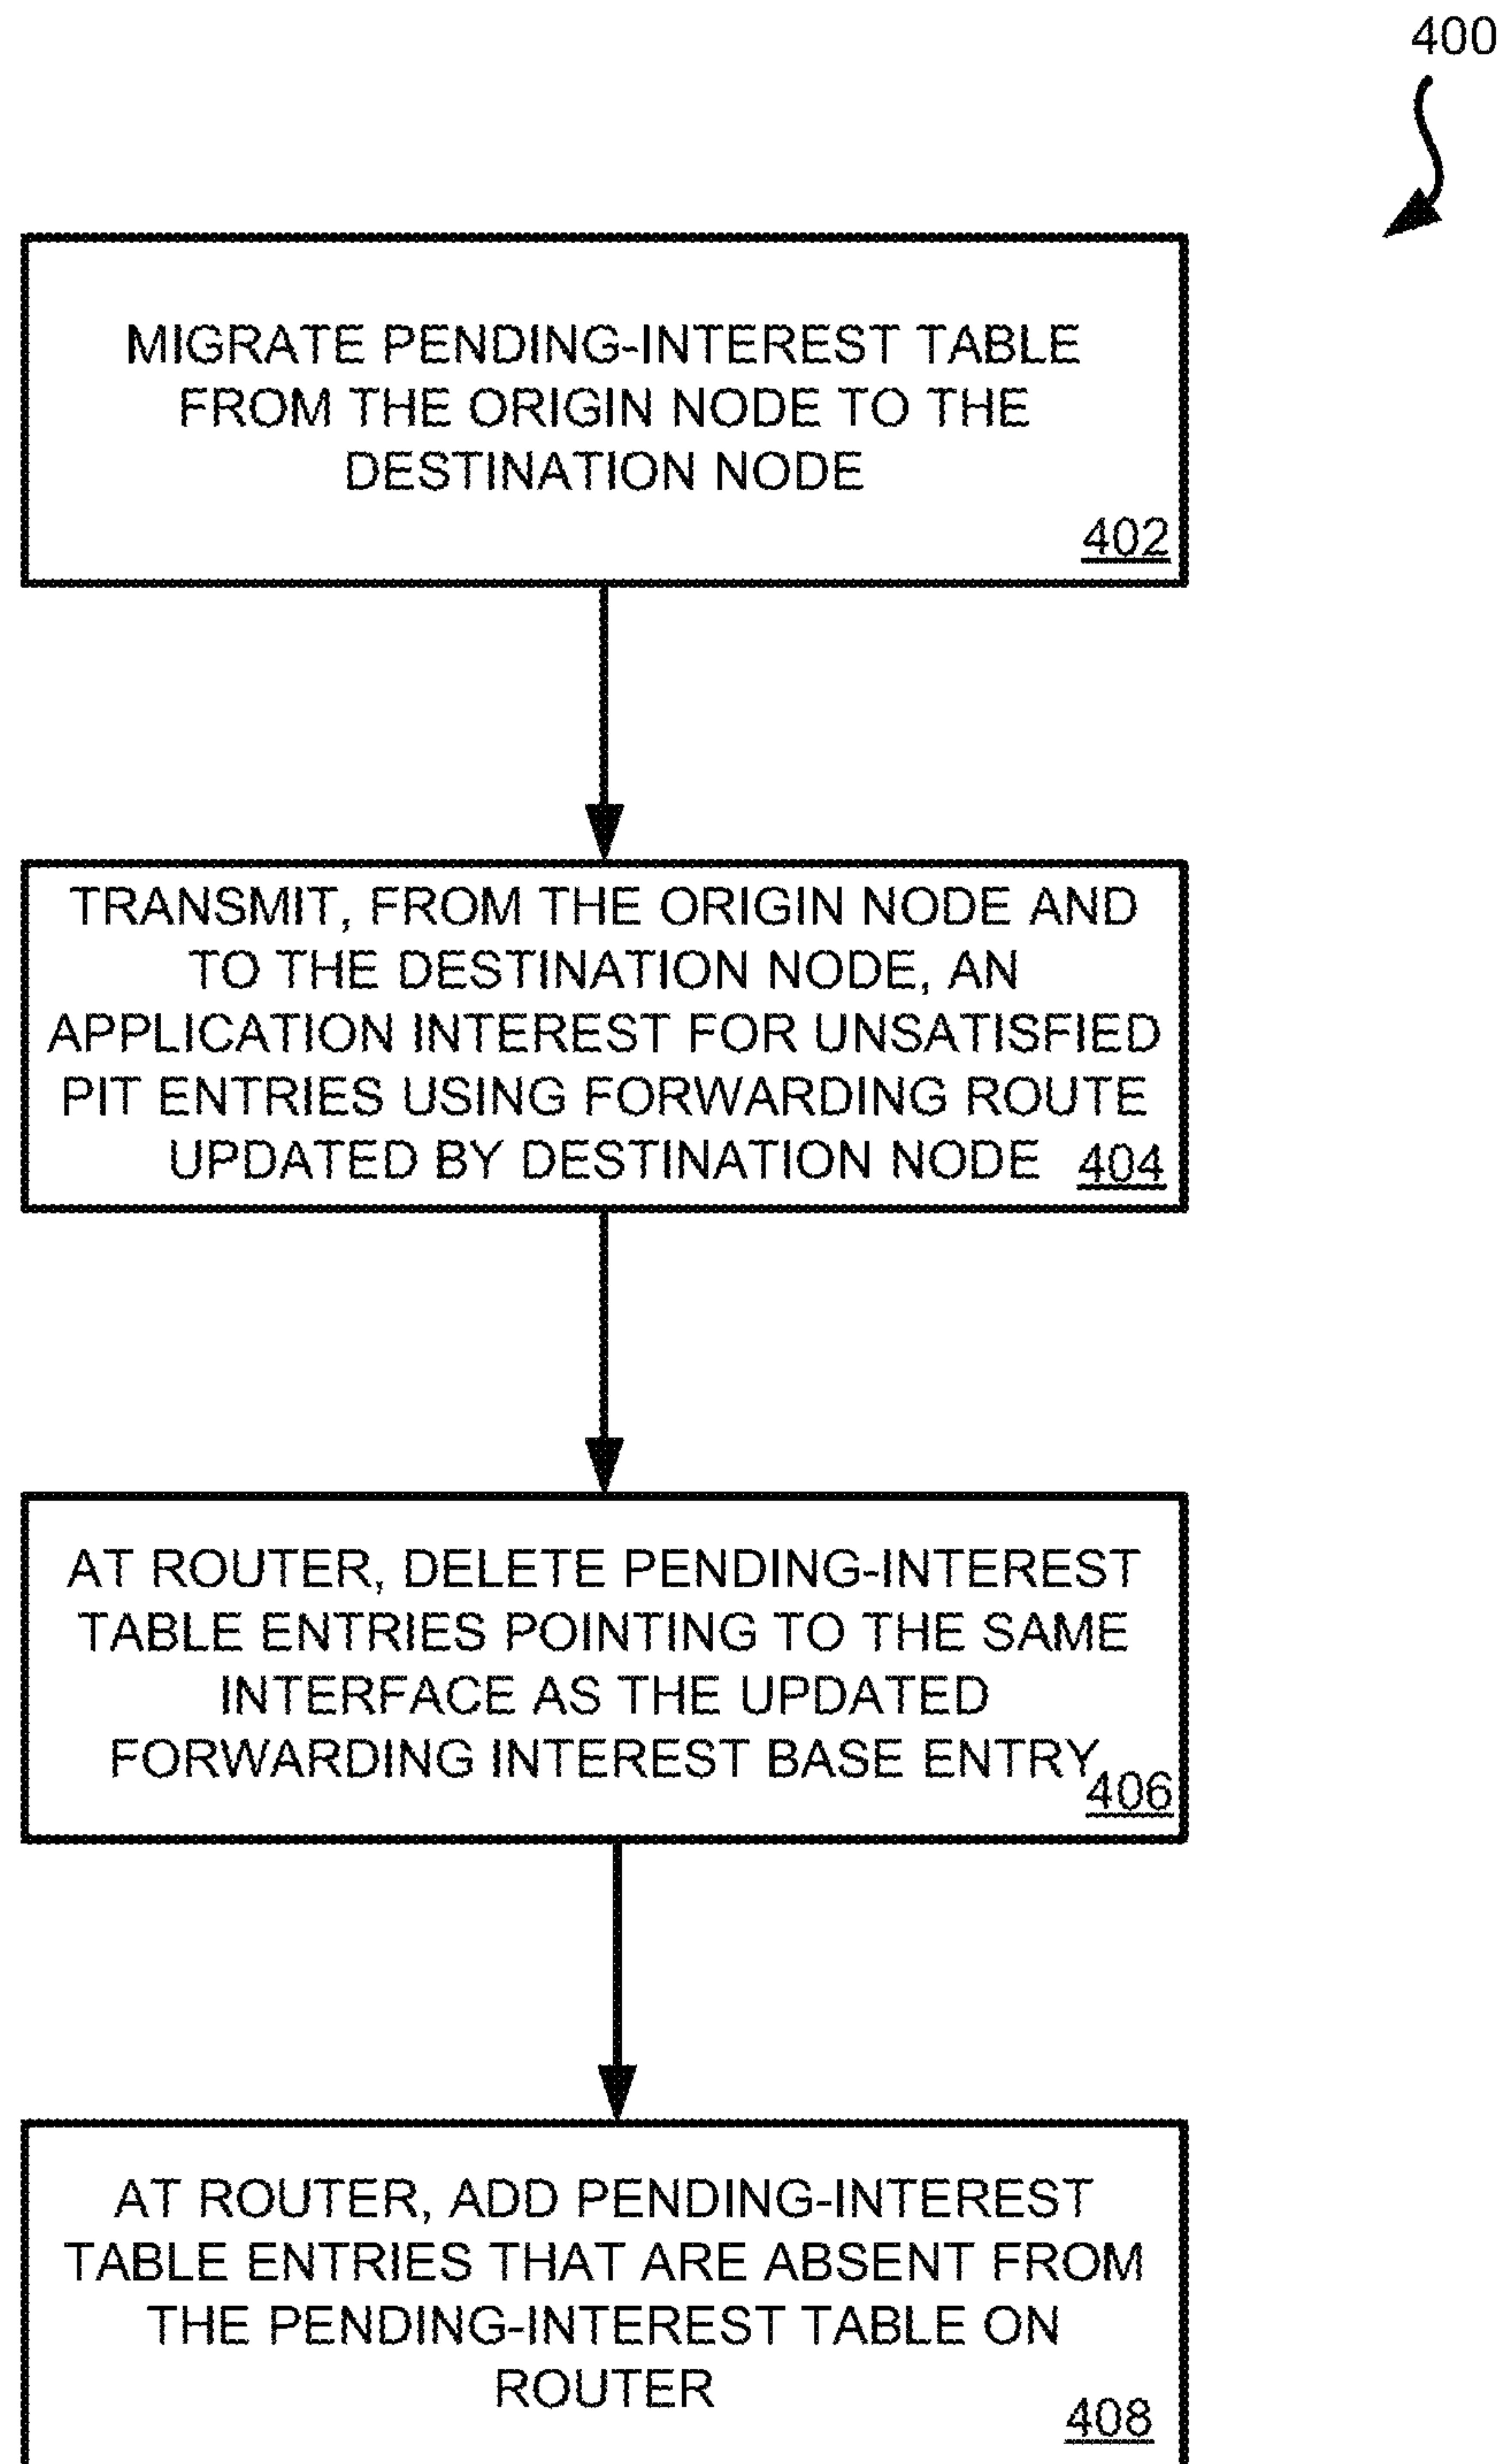 400
MIGRATE PENDING-INTEREST TABLE
FROM THE ORIGIN NODE TO THE
DESTINATION NODE
402
TRANSMIT, FROM THE ORIGIN NODE AND
TO THE DESTINATION NODE, AN
APPLICATION INTEREST FOR UNSATISFIED
PIT ENTRIES USING FORWARDING ROUTE
UPDATED BY DESTINATION NODE 404
AT ROUTER, DELETE PENDING-INTEREST
TABLE ENTRIES POINTING TO THE SAME
INTERFACE AS THE UPDATED
FORWARDING INTEREST BASE ENTRY
406
AT ROUTER, ADD PENDING-INTEREST
TABLE ENTRIES THAT ARE ABSENT FROM
THE PENDING-INTEREST TABLE ON
ROUTER
408